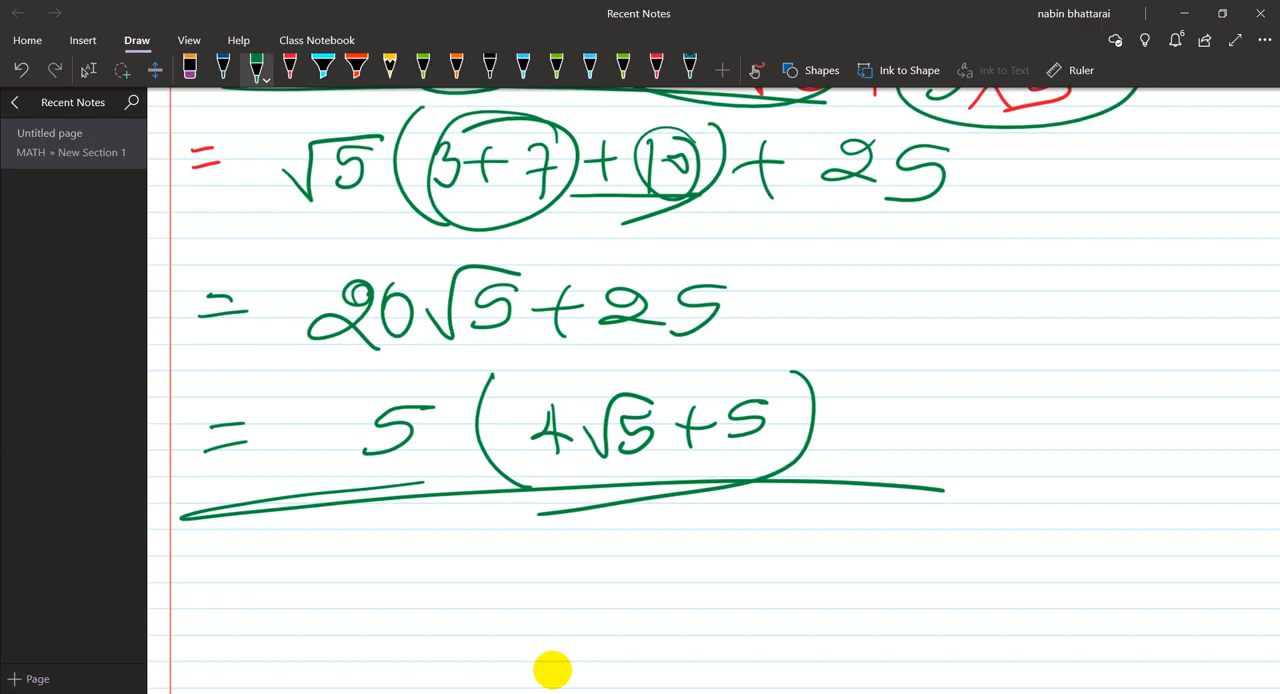 Recent Notes
nabin bhattarai
Home Insert Draw View Help Class Notebook
Shapes Ink to Shape Ink to Text Ruler
Recent Notes
Untitled page
MATH » New Section 1
= √5 (3+7+10) + 25
= 20√5 + 25
= 5 (4√5 + 5)
Page